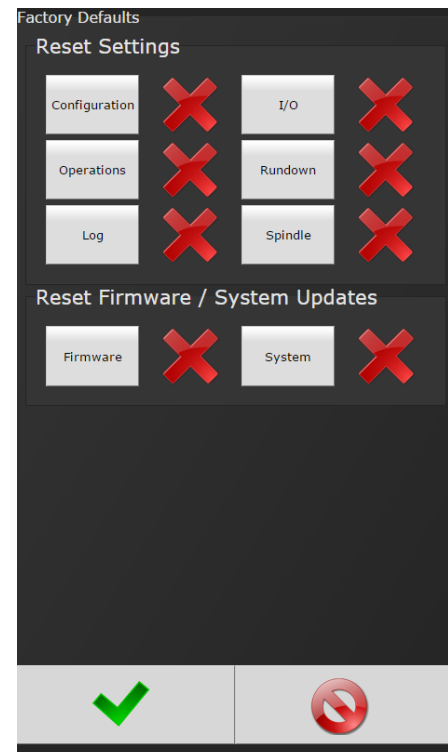 Factory Defaults
Reset Settings
Configuration
I/O
Operations
Rundown
Log
Spindle
Reset Firmware / System Updates
Firmware
System